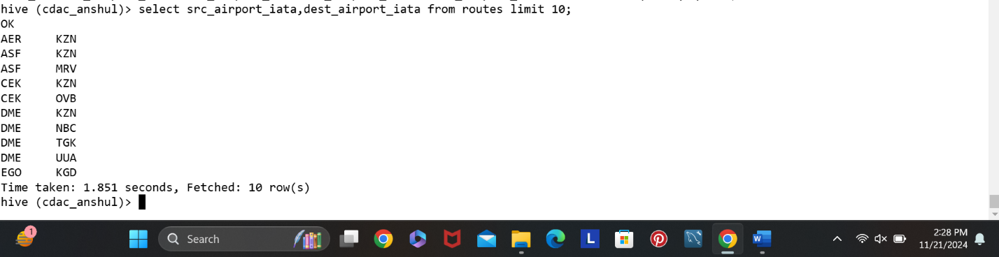 hive (cdac_anshul)> select src_airport_iata,dest_airport_iata from routes limit 10;
OK
AER KZN
ASF KZN
ASF MRV
CEK KZN
CEK OVB
DME KZN
DME NBC
DME TGK
DME UUA
EGO KGD
Time taken: 1.851 seconds, Fetched: 10 row(s)
hive (cdac_anshul)>
1
Search
L
W
2:28 PM
11/21/2024